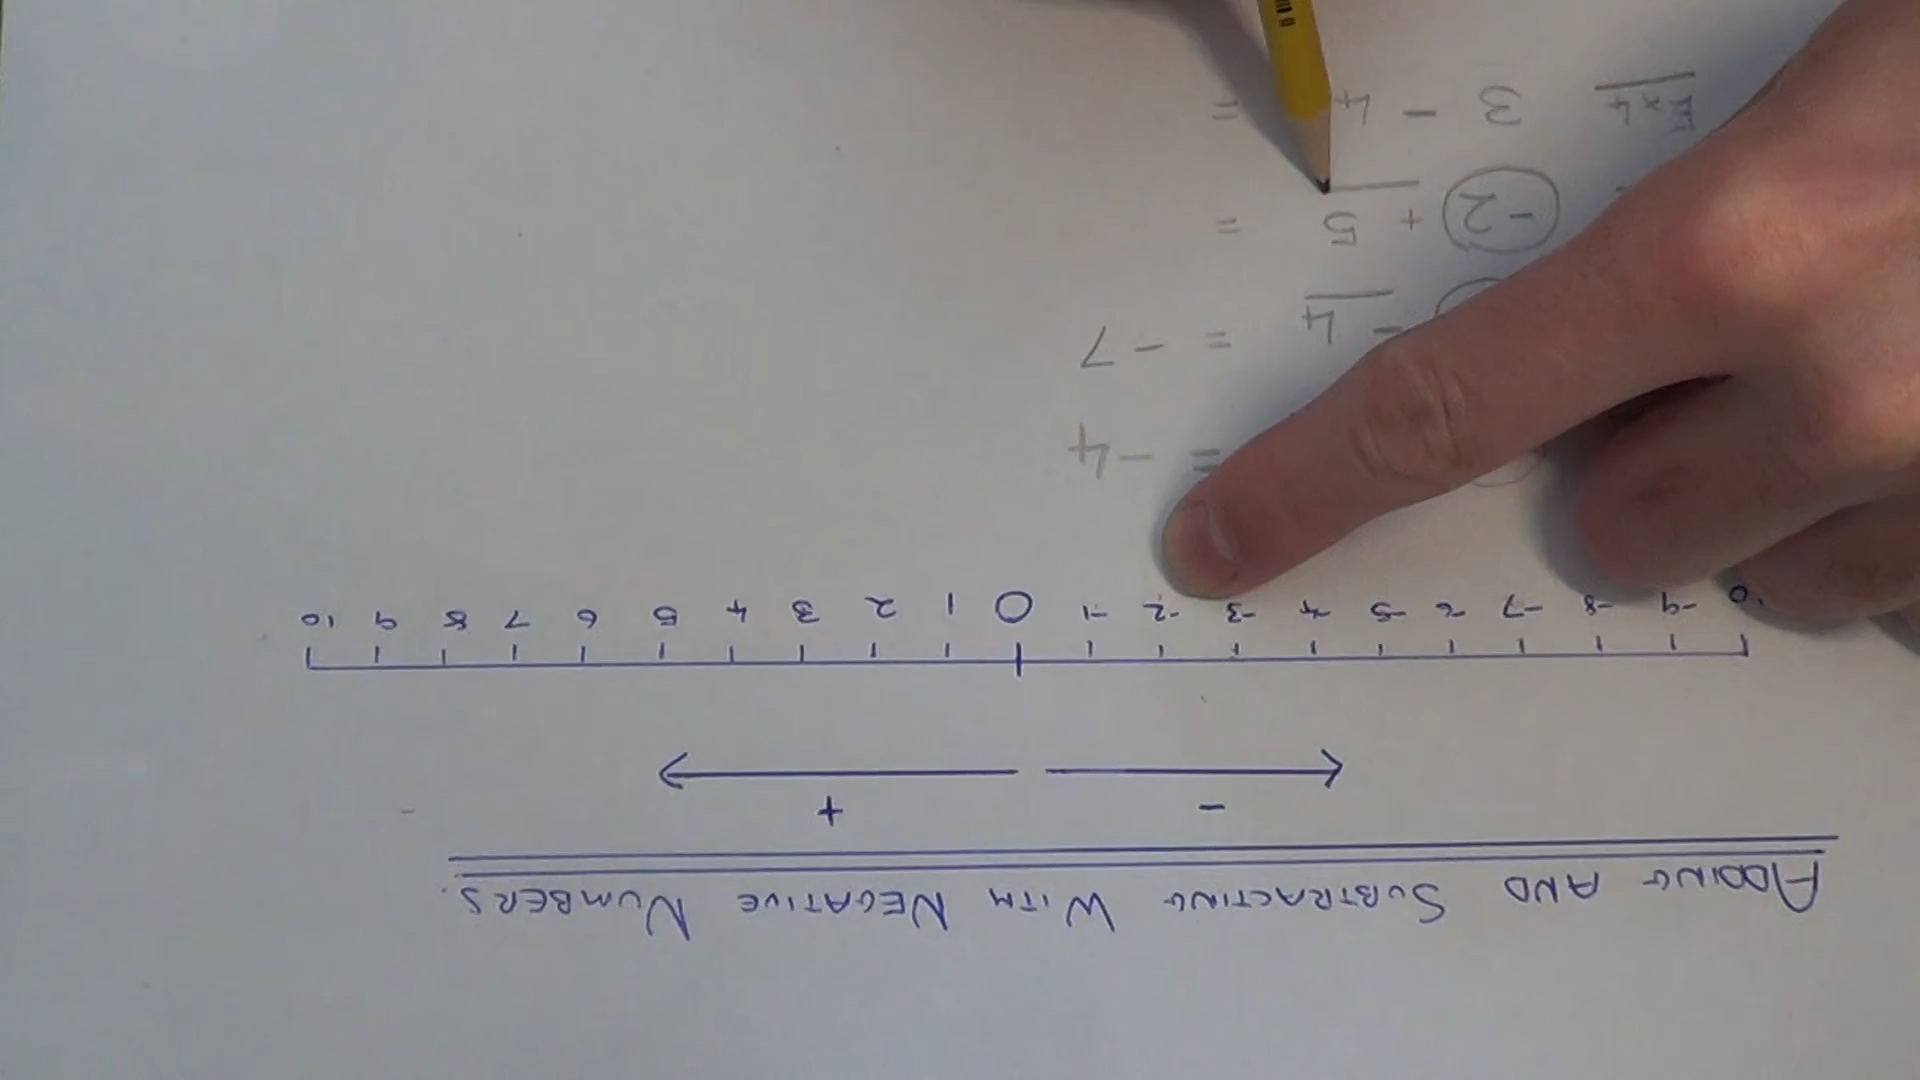 ADDING AND SUBTRACTING WITH NEGATIVE NUMBERS.
- +
-9 -8 -7 -6 -5 -4 -3 -2 -1 0 1 2 3 4 5 6 7 8 9 10
= -4
- 4 = -7
-2 + 5 =
Ex4 3 - 4 =